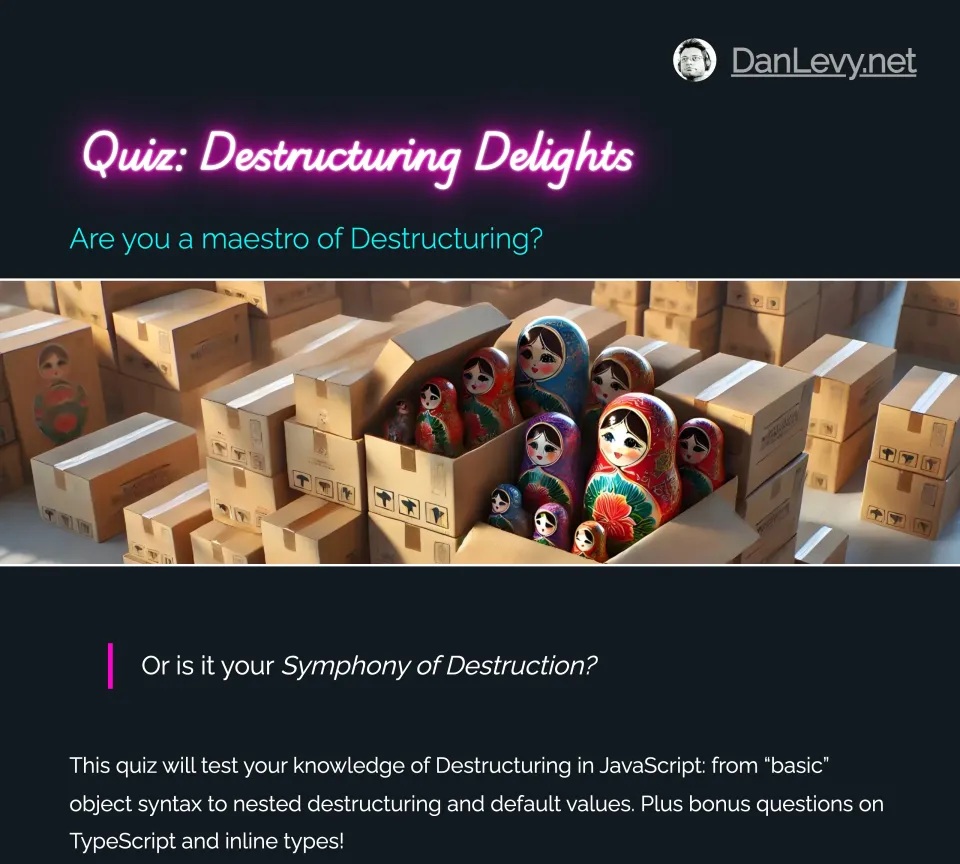 DanLevy.net
Quiz: Destructuring Delights
Are you a maestro of Destructuring?
Or is it your Symphony of Destruction?
This quiz will test your knowledge of Destructuring in JavaScript: from “basic”
object syntax to nested destructuring and default values. Plus bonus questions on
TypeScript and inline types!